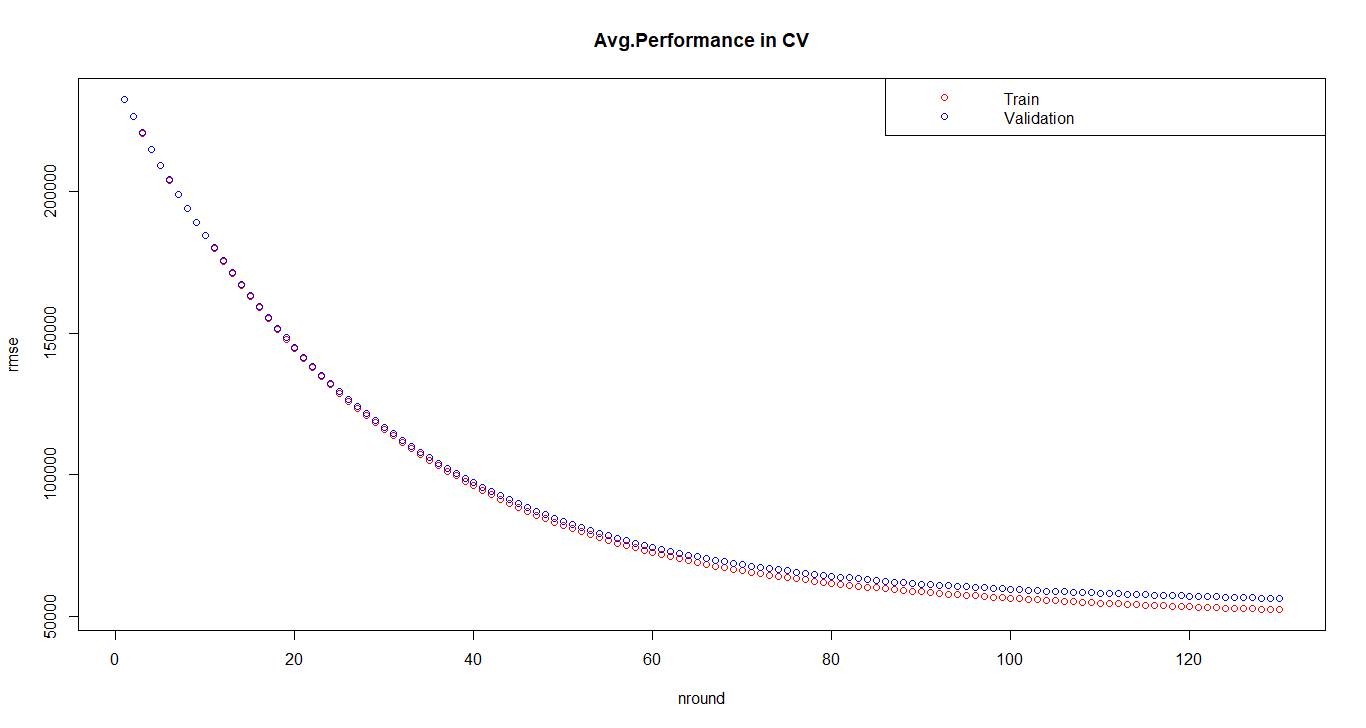 Avg.Performance in CV
Train
Validation
200000
150000
100000
50000
rmse
0 20 40 60 80 100 120
nround